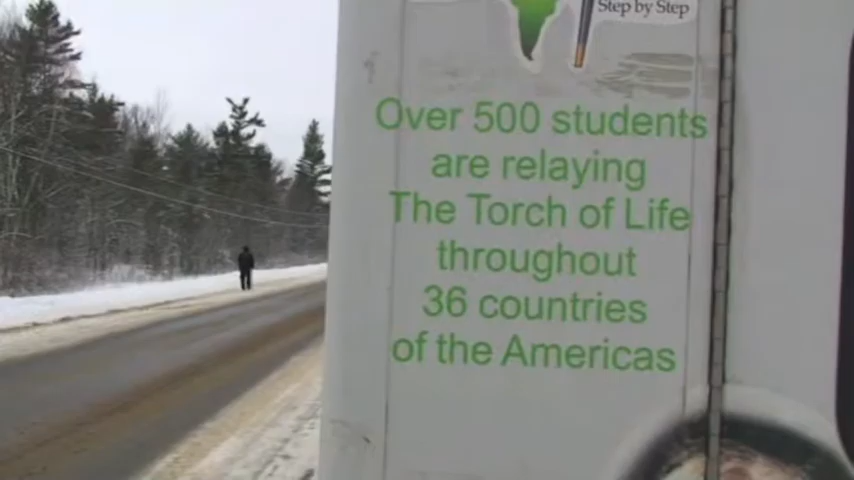 Step by Step
Over 500 students
are relaying
The Torch of Life
throughout
36 countries
of the Americas